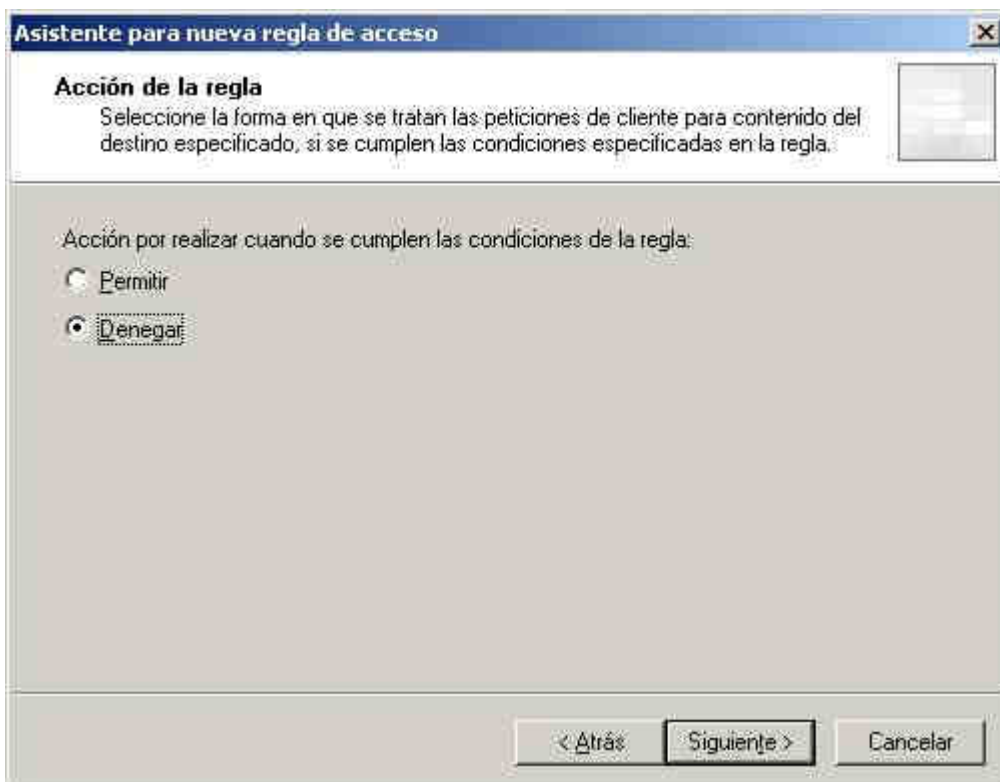 Asistente para nueva regla de acceso
Acción de la regla
Seleccione la forma en que se tratan las peticiones de cliente para contenido del
destino especificado, si se cumplen las condiciones especificadas en la regla.
Acción por realizar cuando se cumplen las condiciones de la regla:
Permitir
Denegar
< Atrás Siguiente > Cancelar